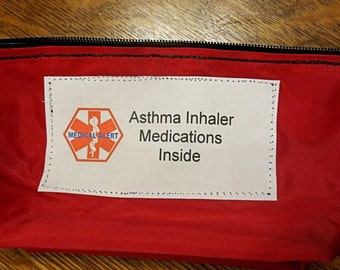 MEDICAL ALERT
Asthma Inhaler
Medications
Inside